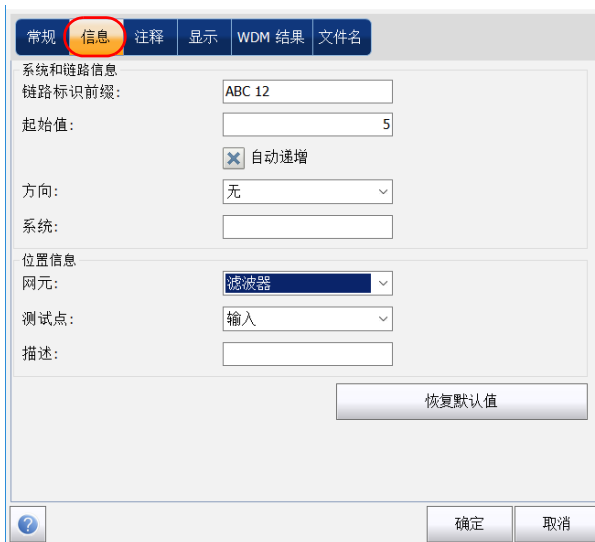 常规 信息 注释 显示 WDM 结果 文件名
系统和链路信息
链路标识前缀: ABC 12
起始值: 5
自动递增
方向: 无
系统:
位置信息
网元: 滤波器
测试点: 输入
描述:
恢复默认值
? 确定 取消